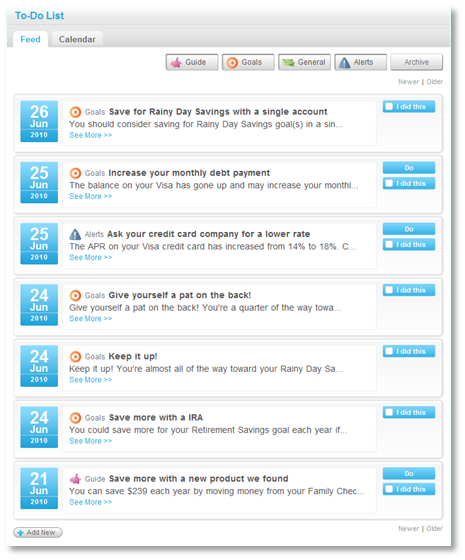 To-Do List
Feed Calendar
Guide Goals General Alerts Archive
Newer | Older
26 Jun 2010
Goals Save for Rainy Day Savings with a single account
You should consider saving for Rainy Day Savings goal(s) in a sin...
See More >>
I did this
25 Jun 2010
Goals Increase your monthly debt payment
The balance on your Visa has gone up and may increase your monthl...
See More >>
Do
I did this
25 Jun 2010
Alerts Ask your credit card company for a lower rate
The APR on your Visa credit card has increased from 14% to 18%. C...
See More >>
Do
I did this
24 Jun 2010
Goals Give yourself a pat on the back!
Give yourself a pat on the back! You're a quarter of the way towa...
See More >>
I did this
24 Jun 2010
Goals Keep it up!
Keep it up! You're almost all of the way toward your Rainy Day Sa...
See More >>
I did this
24 Jun 2010
Goals Save more with a IRA
You could save more for your Retirement Savings goal each year if...
See More >>
I did this
21 Jun 2010
Guide Save more with a new product we found
You can save $239 each year by moving money from your Family Chec...
See More >>
Do
I did this
Add New
Newer | Older